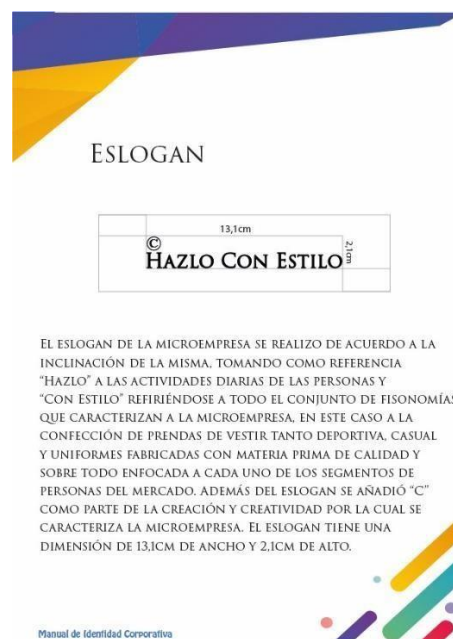 Eslogan
13,1cm
2,1cm
©
Hazlo Con Estilo
El eslogan de la microempresa se realizo de acuerdo a la
inclinación de la misma, tomando como referencia
“Hazlo” a las actividades diarias de las personas y
“Con Estilo” refiriéndose a todo el conjunto de fisonomías
que caracterizan a la microempresa, en este caso a la
confección de prendas de vestir tanto deportiva, casual
y uniformes fabricadas con materia prima de calidad y
sobre todo enfocada a cada uno de los segmentos de
personas del mercado. Además del eslogan se añadió “C”
como parte de la creación y creatividad por la cual se
caracteriza la microempresa. El eslogan tiene una
dimensión de 13,1cm de ancho y 2,1cm de alto.
Manual de Identidad Corporativa